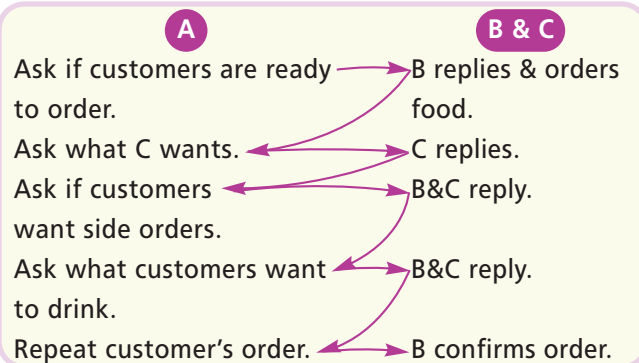 A
B & C
Ask if customers are ready
to order.
B replies & orders
food.
Ask what C wants.
C replies.
Ask if customers
want side orders.
B&C reply.
Ask what customers want
to drink.
B&C reply.
Repeat customer's order.
B confirms order.